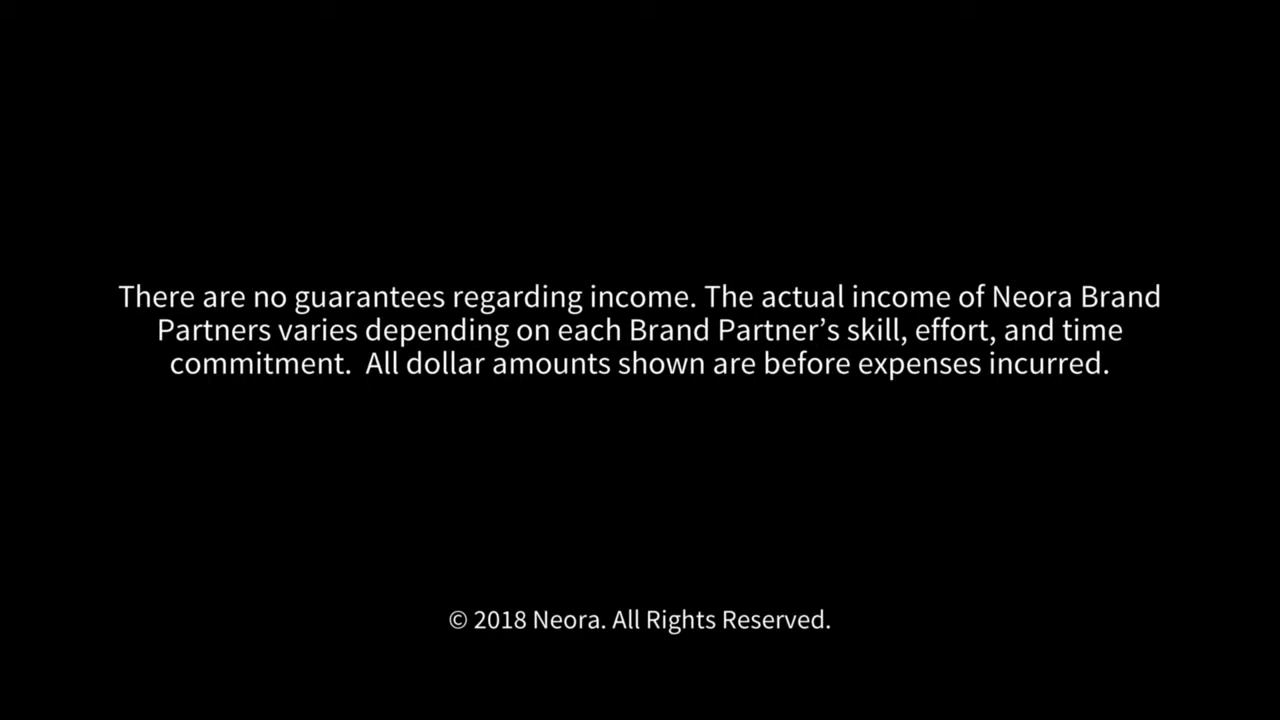 There are no guarantees regarding income. The actual income of Neora Brand
Partners varies depending on each Brand Partner’s skill, effort, and time
commitment.  All dollar amounts shown are before expenses incurred.
© 2018 Neora. All Rights Reserved.